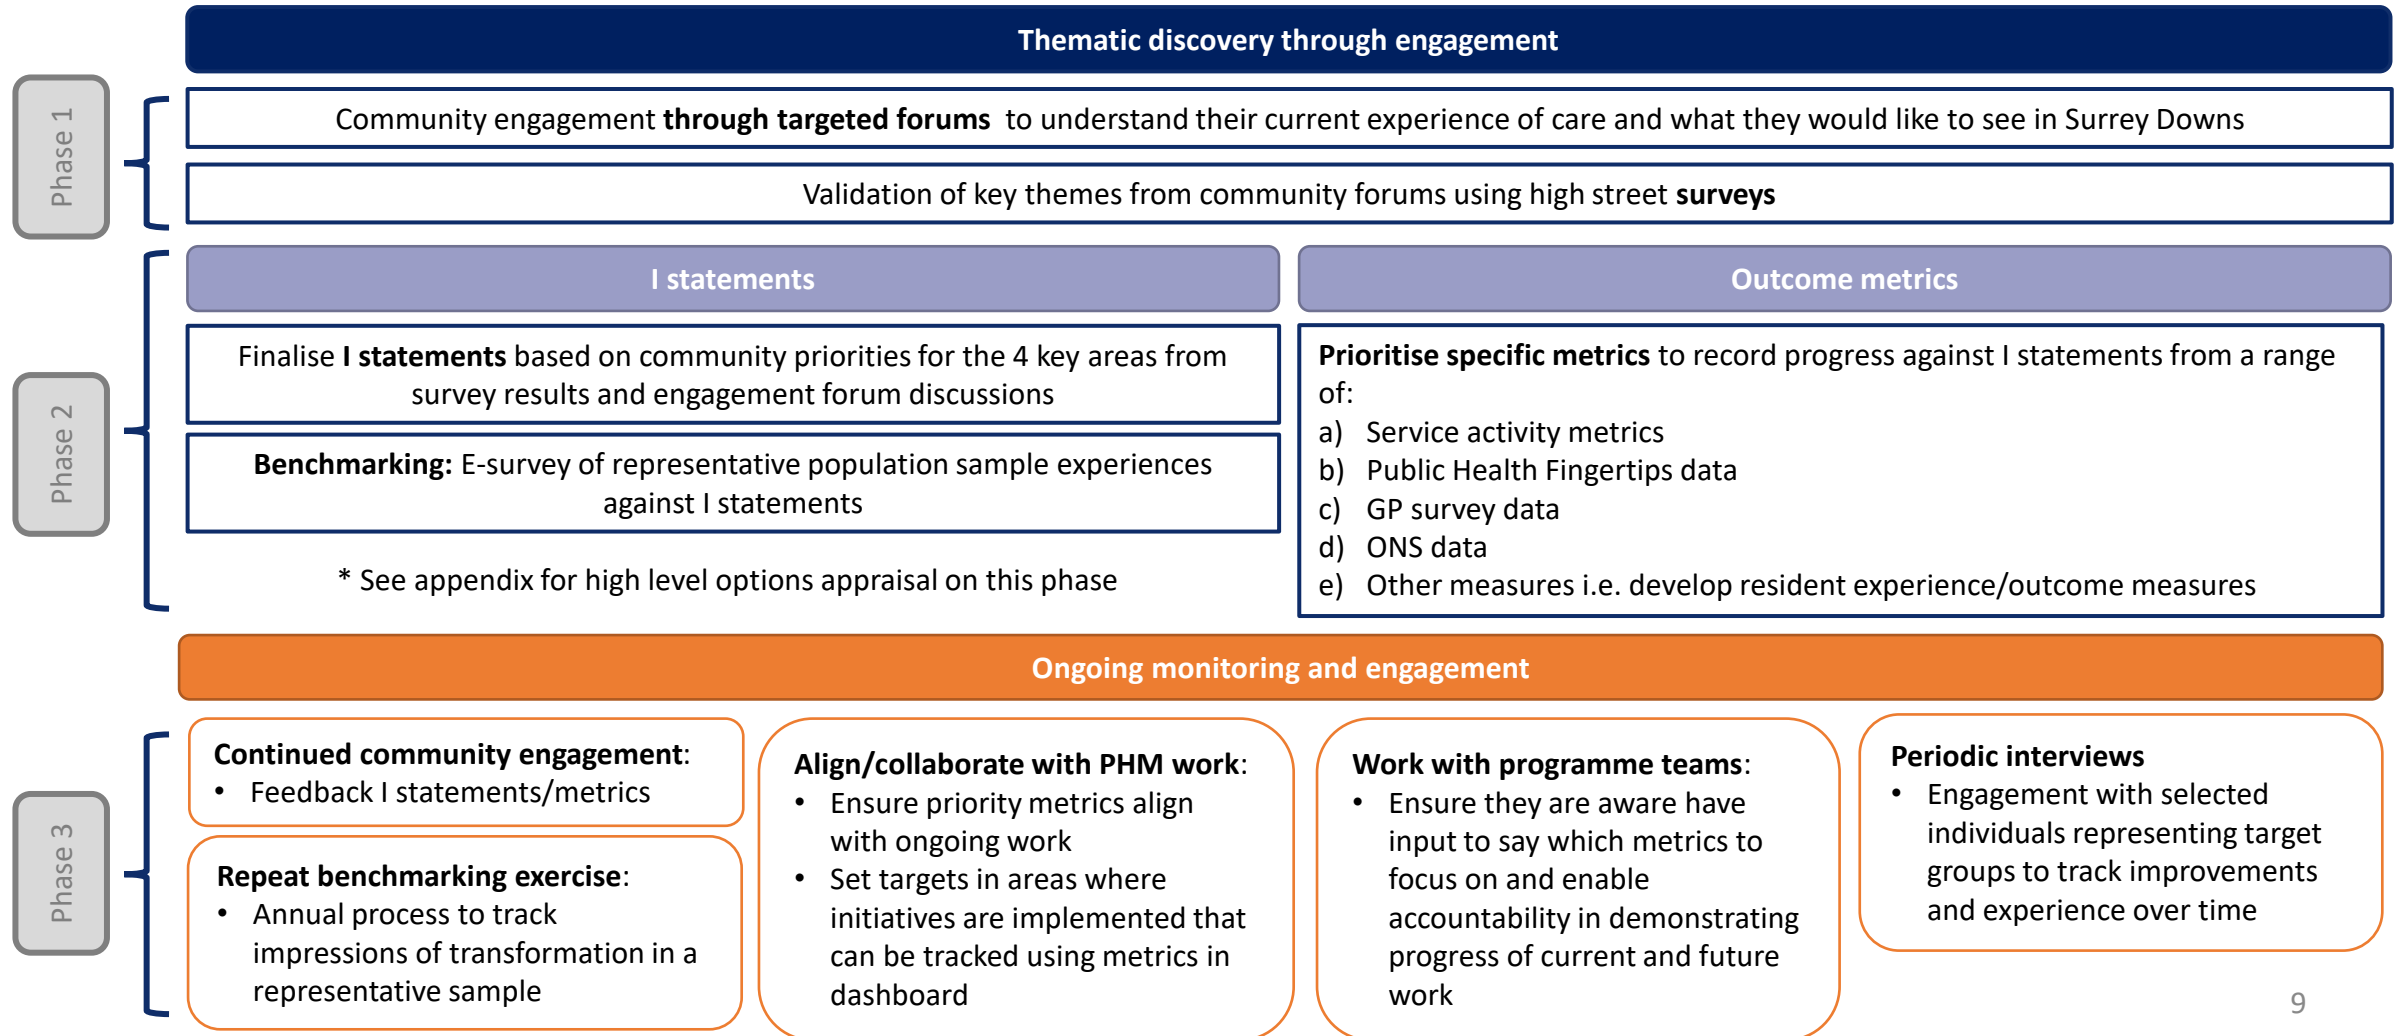 Thematic discovery through engagement
Phase 1
Community engagement through targeted forums to understand their current experience of care and what they would like to see in Surrey Downs
Validation of key themes from community forums using high street surveys
Phase 2
I statements
Finalise I statements based on community priorities for the 4 key areas from
survey results and engagement forum discussions
Benchmarking: E-survey of representative population sample experiences
against I statements
* See appendix for high level options appraisal on this phase
Outcome metrics
Prioritise specific metrics to record progress against I statements from a range
of:
a) Service activity metrics
b) Public Health Fingertips data
c) GP survey data
d) ONS data
e) Other measures i.e. develop resident experience/outcome measures
Ongoing monitoring and engagement
Phase 3
Continued community engagement:
• Feedback I statements/metrics
Repeat benchmarking exercise:
• Annual process to track
impressions of transformation in a
representative sample
Align/collaborate with PHM work:
• Ensure priority metrics align
with ongoing work
• Set targets in areas where
initiatives are implemented that
can be tracked using metrics in
dashboard
Work with programme teams:
• Ensure they are aware have
input to say which metrics to
focus on and enable
accountability in demonstrating
progress of current and future
work
Periodic interviews
• Engagement with selected
individuals representing target
groups to track improvements
and experience over time
9